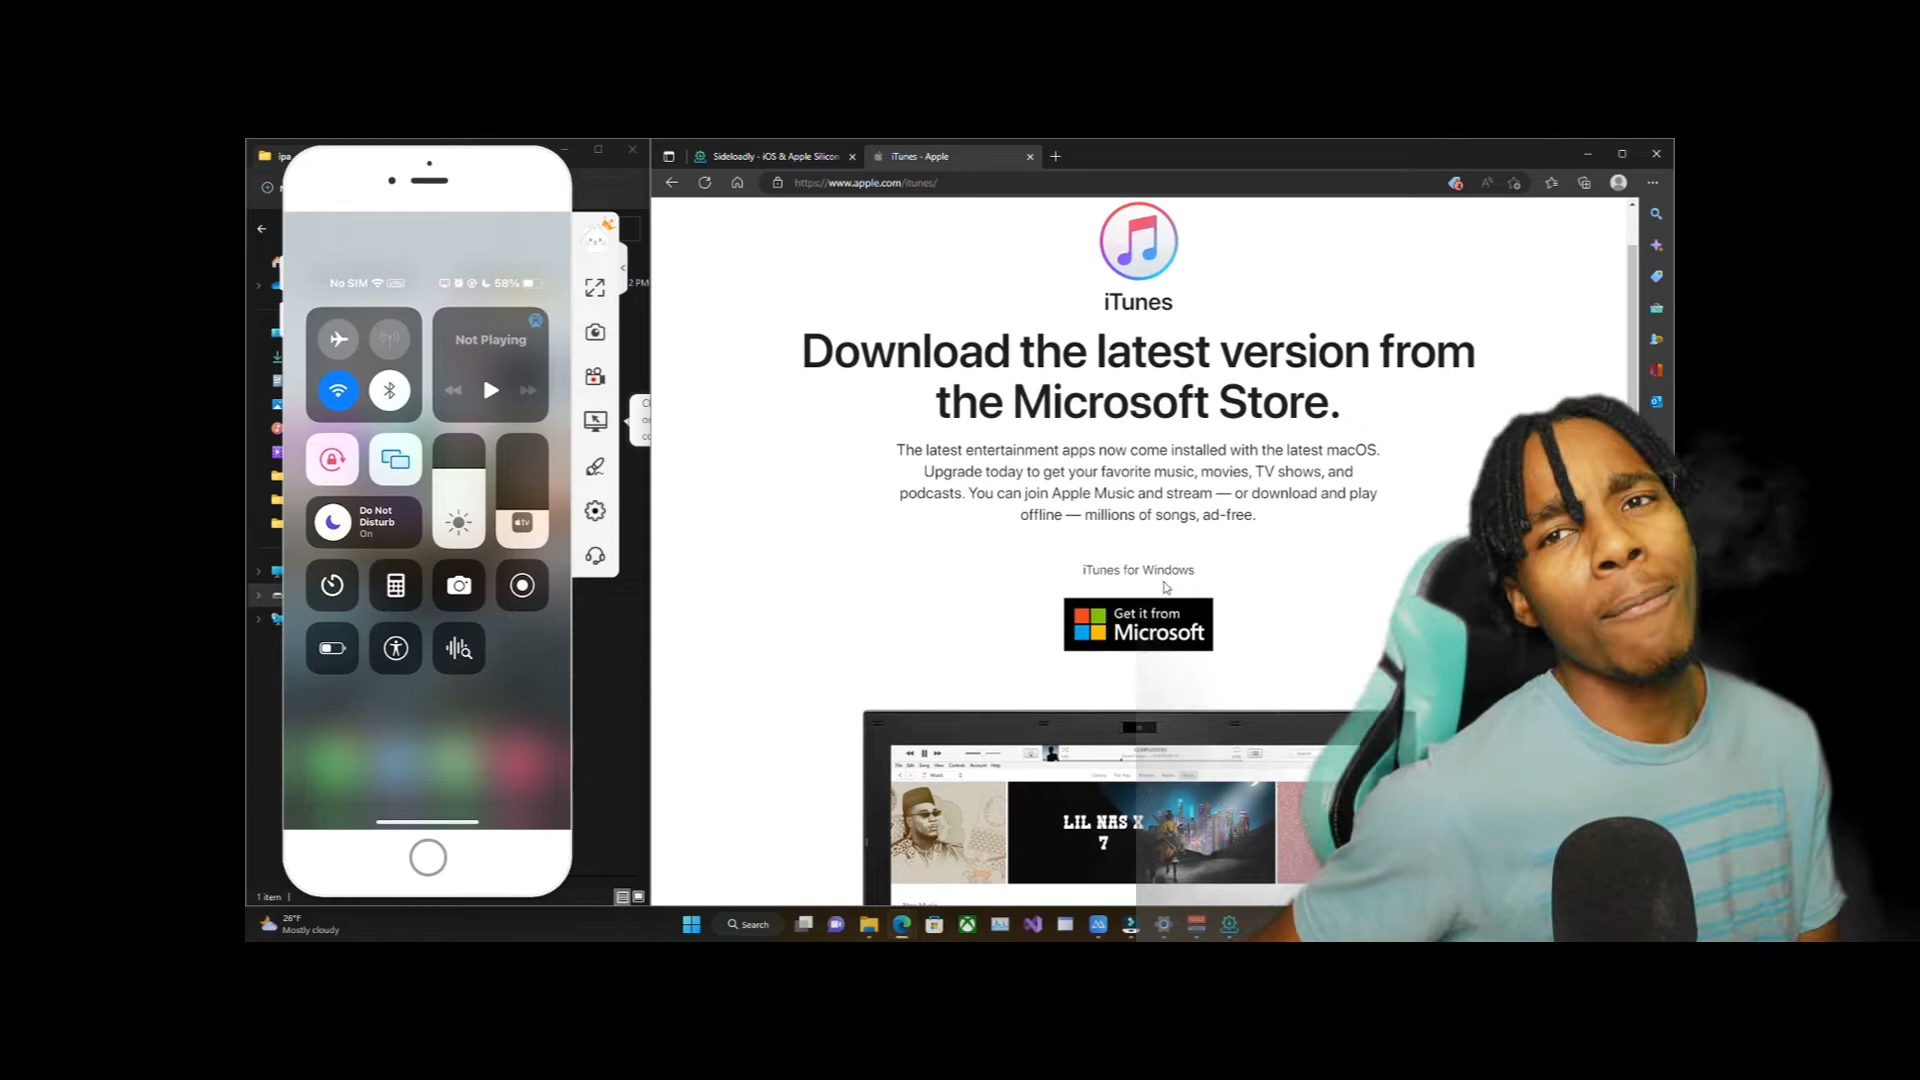 ipa
Sideloadly - iOS & Apple Silicon
iTunes - Apple
https://www.apple.com/itunes/
2 PM
No SIM
58%
Not Playing
Do Not
Disturb
On
iTunes
Download the latest version from
the Microsoft Store.
The latest entertainment apps now come installed with the latest macOS.
Upgrade today to get your favorite music, movies, TV shows, and
podcasts. You can join Apple Music and stream — or download and play
offline — millions of songs, ad-free.
iTunes for Windows
Get it from
Microsoft
tv
LIL NAS X
7
1 item
26°F
Mostly cloudy
Search